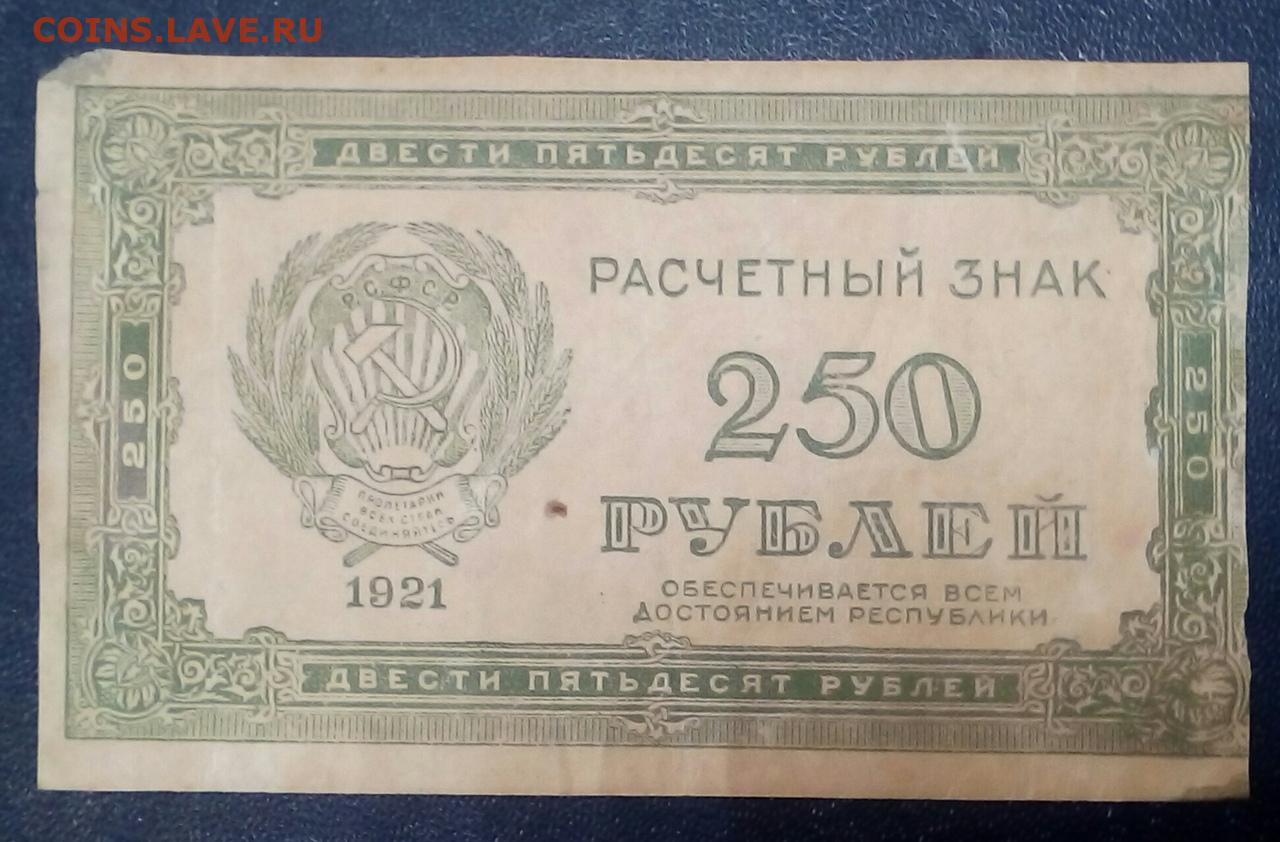 COINS.LAVE.RU
ДВЕСТИ ПЯТЬДЕСЯТ РУБЛЕЙ
РАСЧЕТНЫЙ ЗНАК
РСФСР
250
250
250
РУБЛЕЙ
ПРОЛЕТАРИИ
ВСЕХ СТРАН
СОЕДИНЯЙТЕСЬ
1921
ОБЕСПЕЧИВАЕТСЯ ВСЕМ
ДОСТОЯНИЕМ РЕСПУБЛИКИ
ДВЕСТИ ПЯТЬДЕСЯТ РУБЛЕЙ